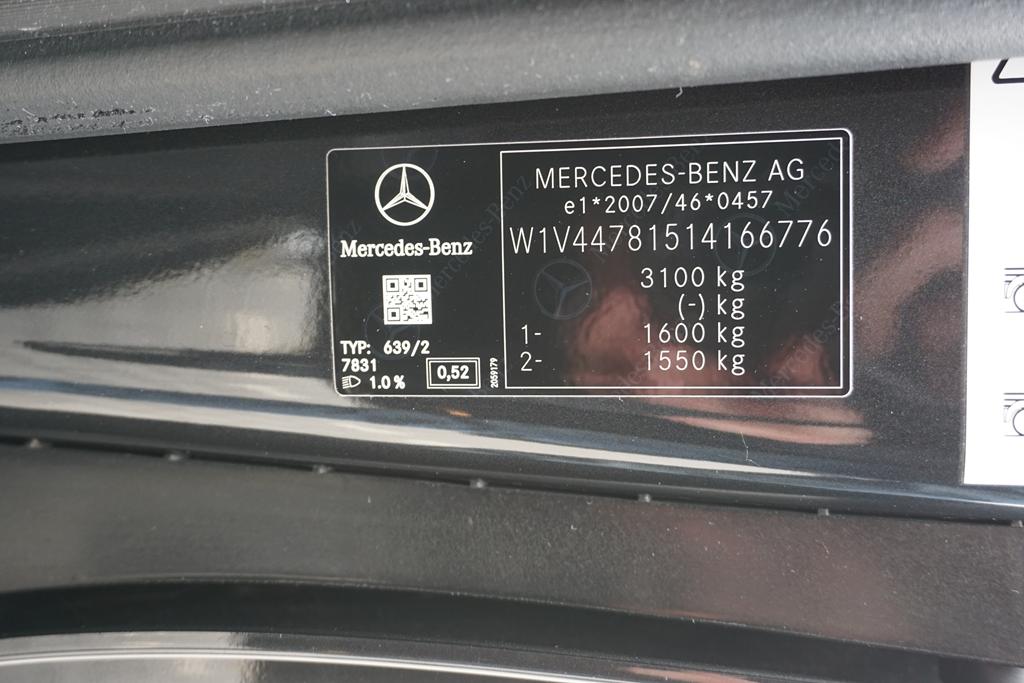 Mercedes-Benz
TYP: 639/2
7831
1.0 %
0,52
2059179
MERCEDES-BENZ AG
e1*2007/46*0457
W1V44781514166776
3100 kg
(-) kg
1- 1600 kg
2- 1550 kg